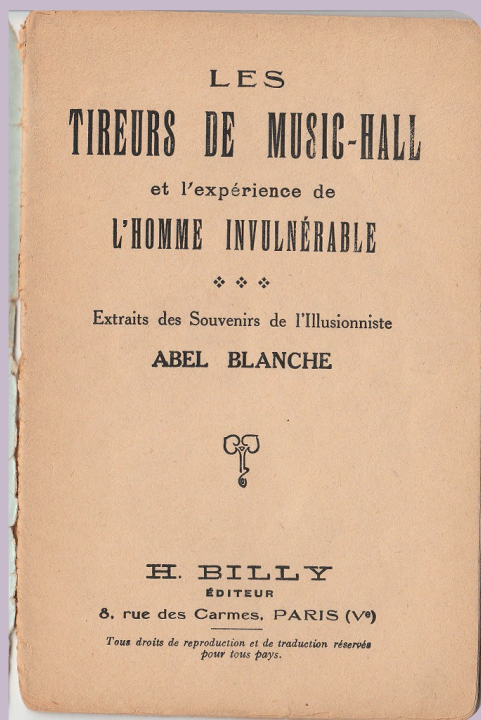 LES
TIREURS DE MUSIC-HALL
et l'expérience de
L'HOMME INVULNÉRABLE
Extraits des Souvenirs de l'Illusionniste
ABEL BLANCHE
H. BILLY
ÉDITEUR
8, rue des Carmes, PARIS (Vᵉ)
Tous droits de reproduction et de traduction réservés
pour tous pays.